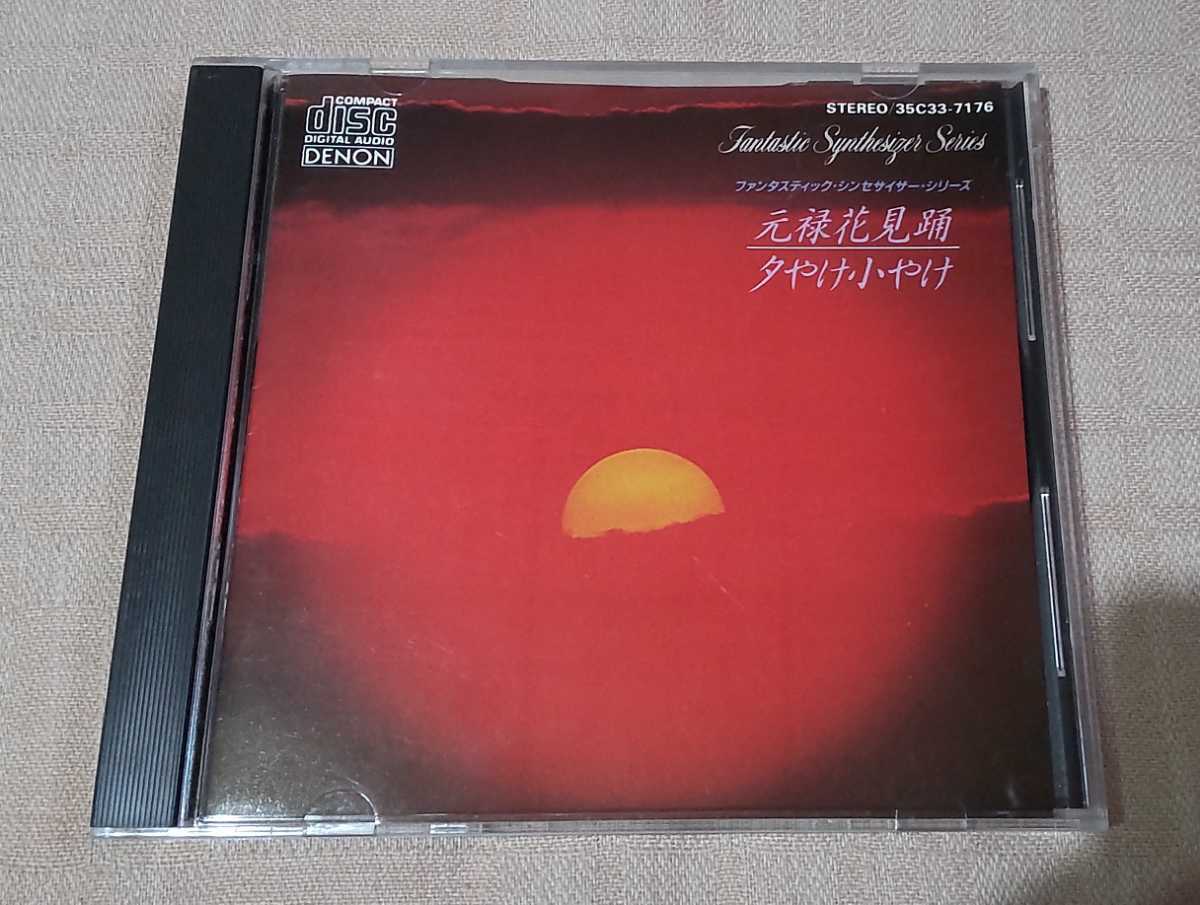 COMPACT
disc
DIGITAL AUDIO
DENON
STEREO/35C33-7176
Fantastic Synthesizer Series
ファンタスティック・シンセサイザー・シリーズ
元禄花見踊
夕やけ・小やけ